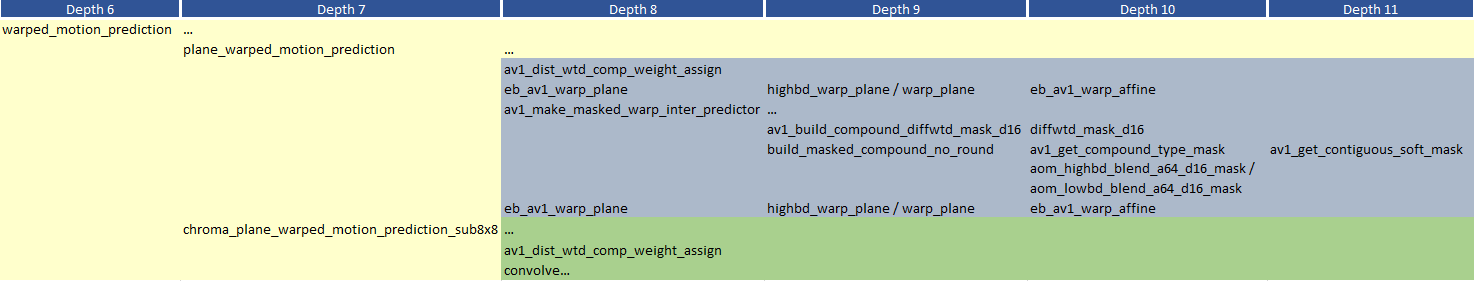 Depth 6 Depth 7 Depth 8 Depth 9 Depth 10 Depth 11
warped_motion_prediction ...
plane_warped_motion_prediction ...
av1_dist_wtd_comp_weight_assign
eb_av1_warp_plane highbd_warp_plane / warp_plane eb_av1_warp_affine
av1_make_masked_warp_inter_predictor ...
av1_build_compound_diffwtd_mask_d16 diffwtd_mask_d16
build_masked_compound_no_round av1_get_compound_type_mask av1_get_contiguous_soft_mask
aom_highbd_blend_a64_d16_mask /
aom_lowbd_blend_a64_d16_mask
eb_av1_warp_plane highbd_warp_plane / warp_plane eb_av1_warp_affine
chroma_plane_warped_motion_prediction_sub8x8 ...
av1_dist_wtd_comp_weight_assign
convolve...